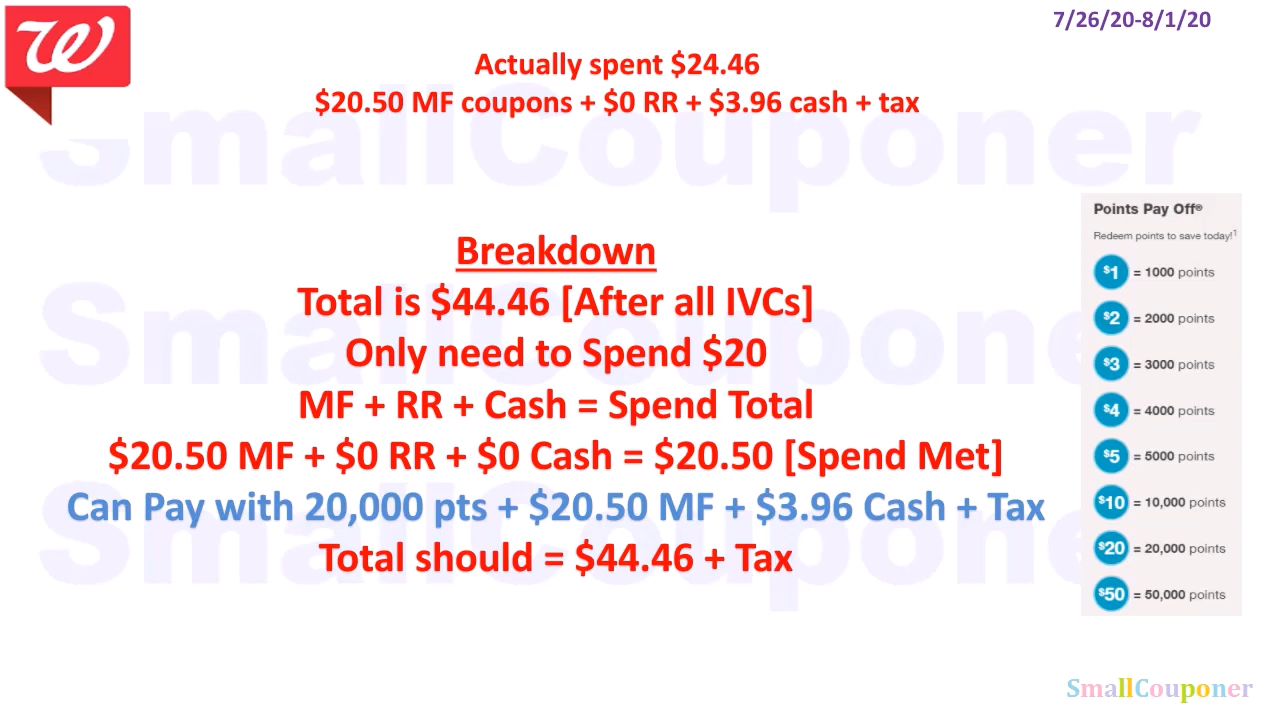 7/26/20-8/1/20
Actually spent $24.46
$20.50 MF coupons + $0 RR + $3.96 cash + tax
SmallCouponer
Breakdown
Total is $44.46 [After all IVCs]
Only need to Spend $20
MF + RR + Cash = Spend Total
$20.50 MF + $0 RR + $0 Cash = $20.50 [Spend Met]
Can Pay with 20,000 pts + $20.50 MF + $3.96 Cash + Tax
Total should = $44.46 + Tax
SmallCouponer
SmallCouponer
Points Pay Off®
Redeem points to save today!¹
$1 = 1000 points
$2 = 2000 points
$3 = 3000 points
$4 = 4000 points
$5 = 5000 points
$10 = 10,000 points
$20 = 20,000 points
$50 = 50,000 points
SmallCouponer